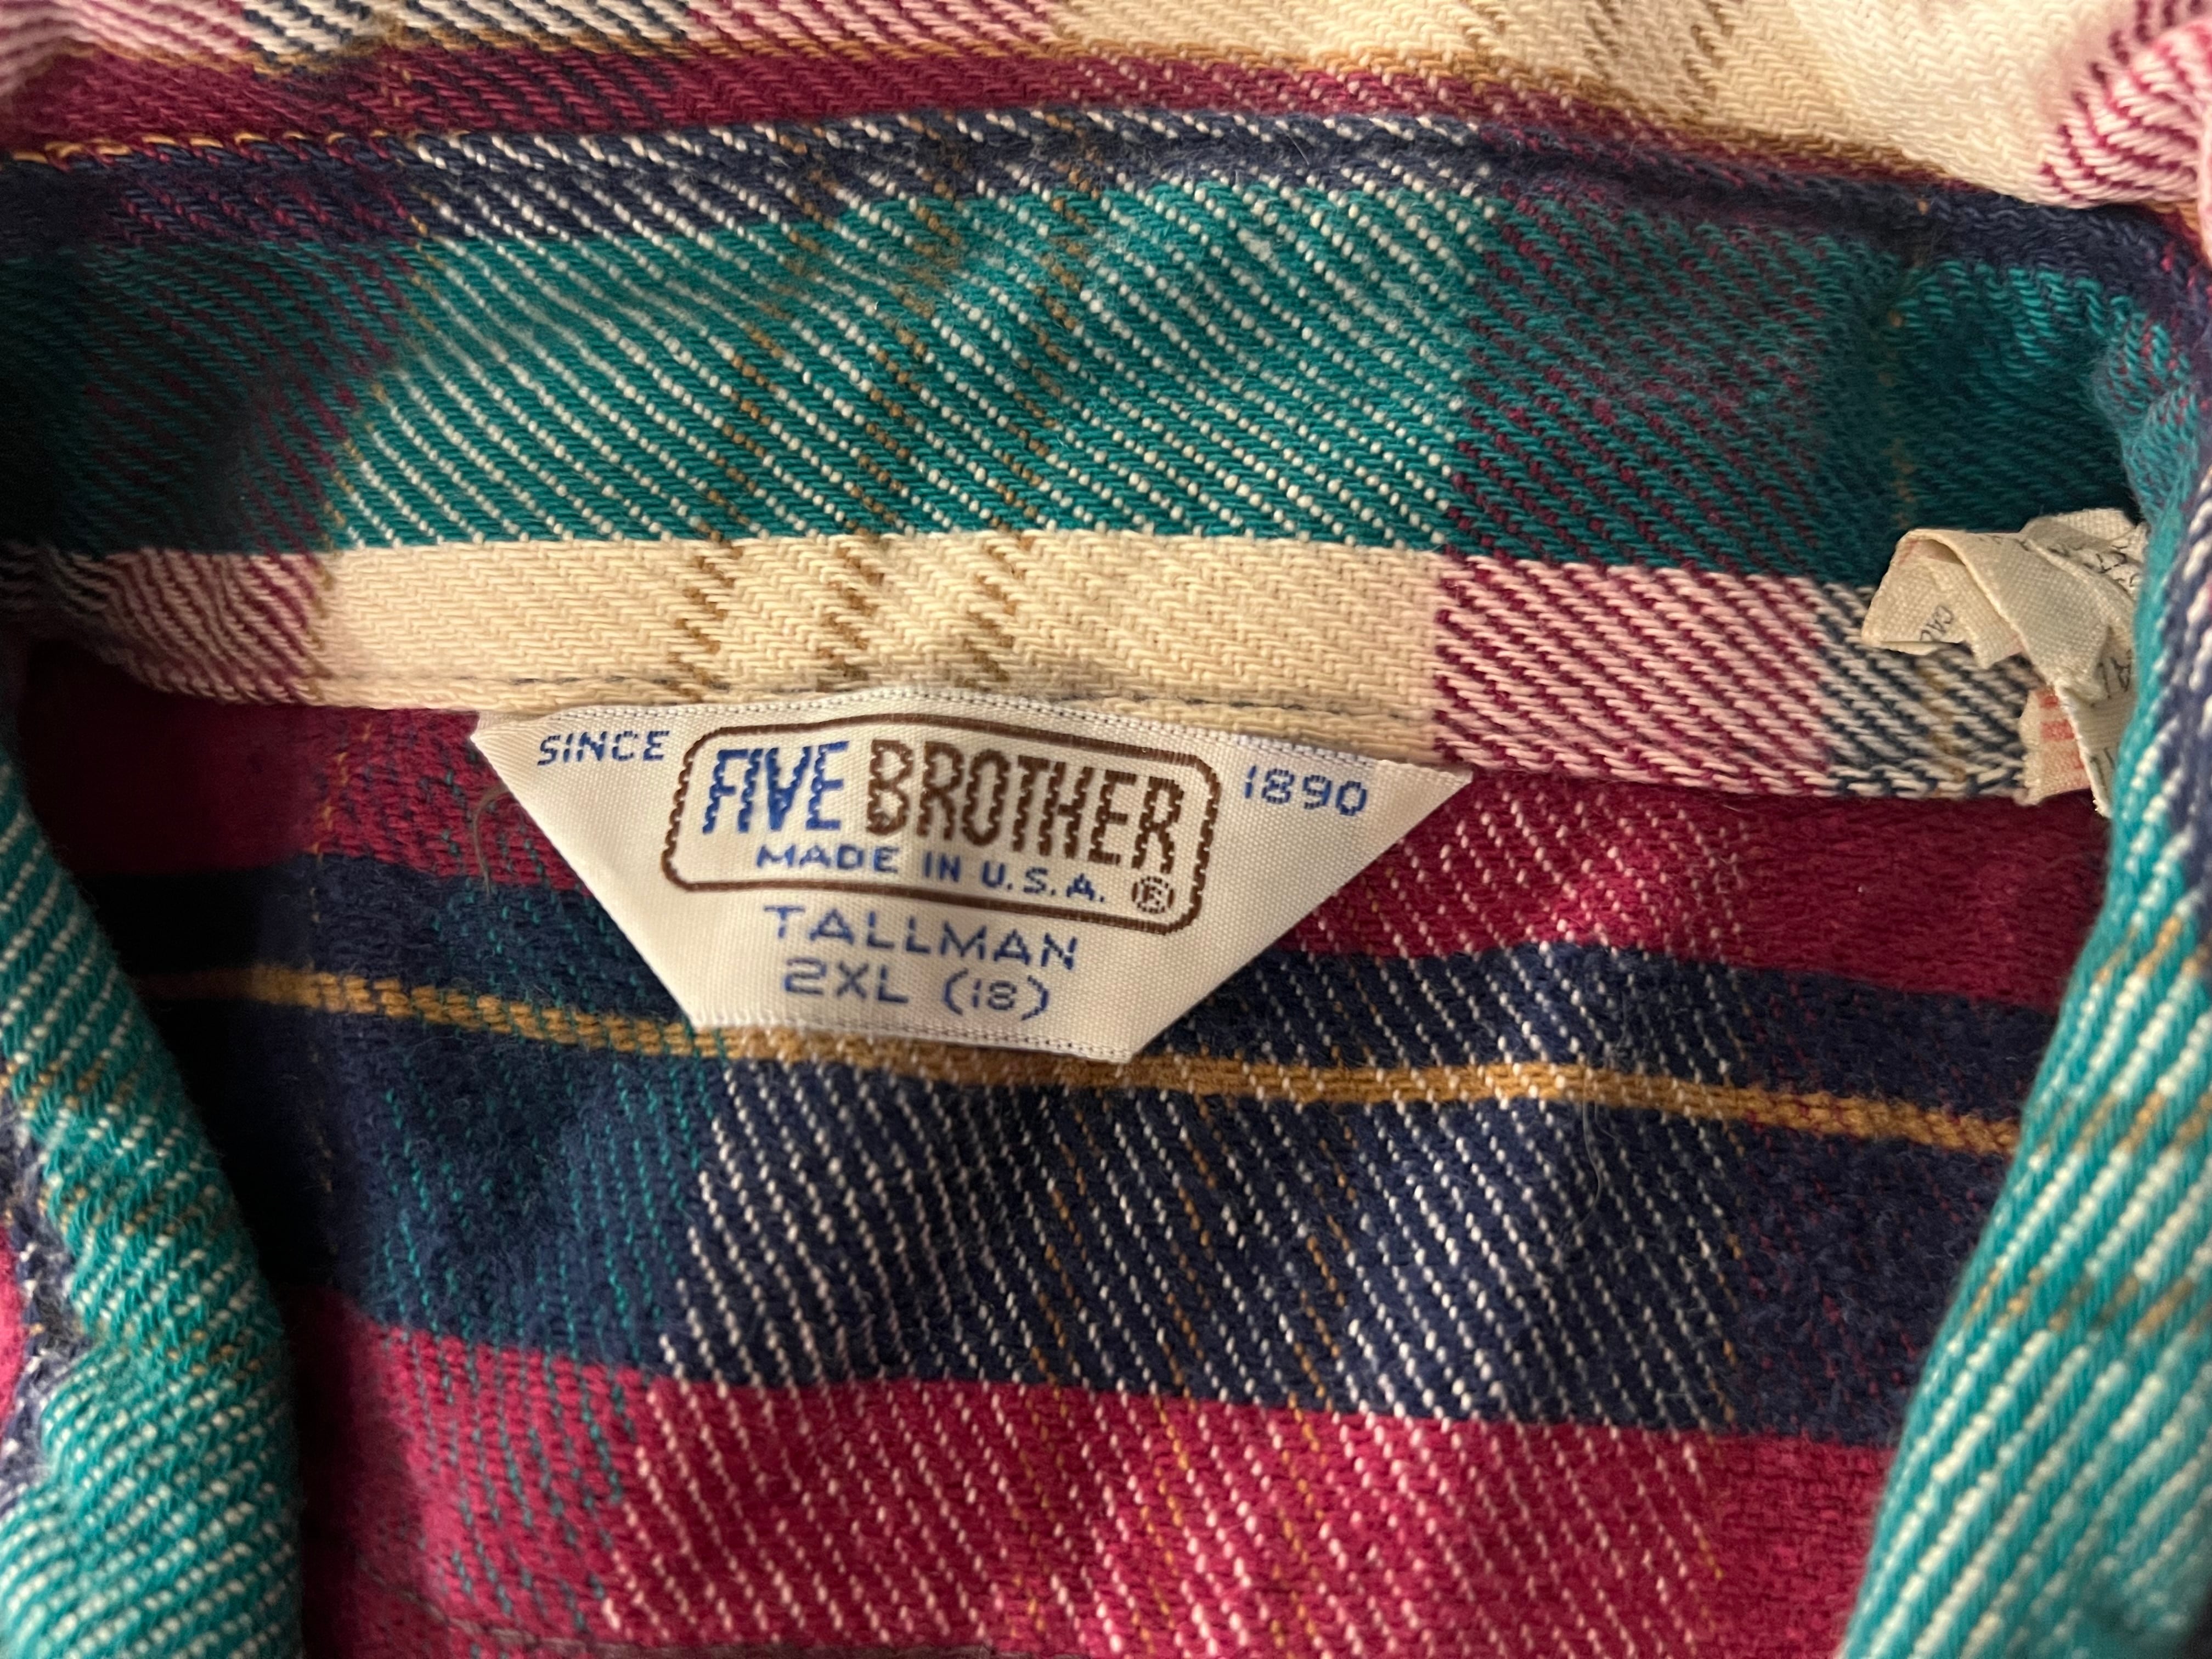 SINCE 1890
FIVE BROTHER
MADE IN U.S.A. ®
TALLMAN
2XL (18)